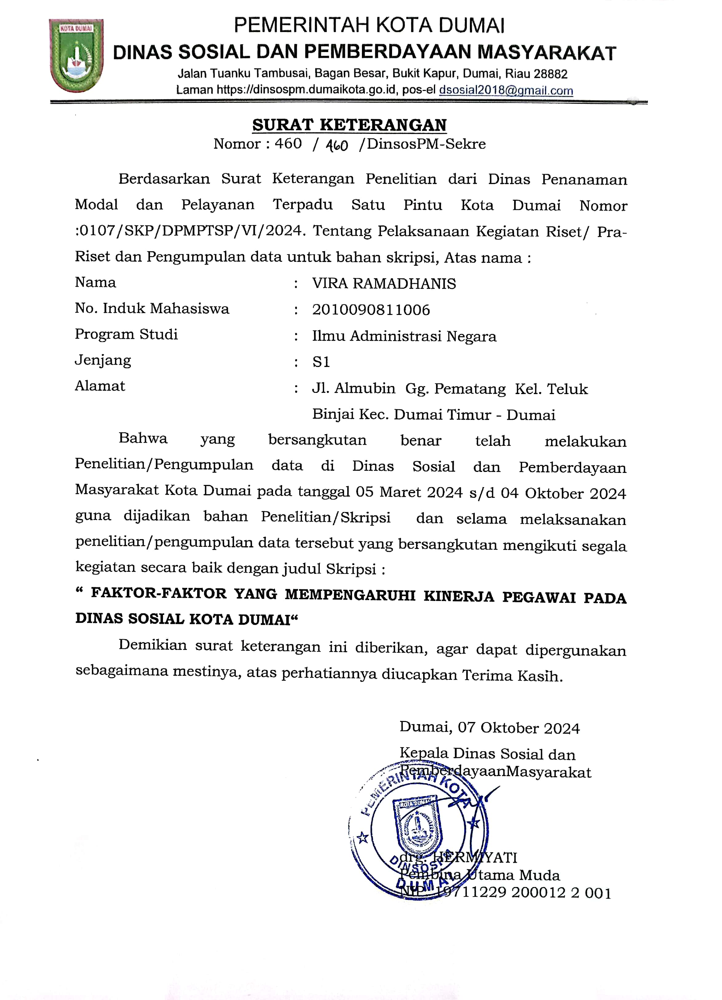 KOTA DUMAI
PEMERINTAH KOTA DUMAI
DINAS SOSIAL DAN PEMBERDAYAAN MASYARAKAT
Jalan Tuanku Tambusai, Bagan Besar, Bukit Kapur, Dumai, Riau 28882
Laman https://dinsospm.dumaikota.go.id, pos-el dsosial2018@gmail.com
SURAT KETERANGAN
Nomor : 460 / 460 /DinsosPM-Sekre
Berdasarkan Surat Keterangan Penelitian dari Dinas Penanaman
Modal dan Pelayanan Terpadu Satu Pintu Kota Dumai Nomor
:0107/SKP/DPMPTSP/VI/2024. Tentang Pelaksanaan Kegiatan Riset/ Pra-
Riset dan Pengumpulan data untuk bahan skripsi, Atas nama :
Nama : VIRA RAMADHANIS
No. Induk Mahasiswa : 2010090811006
Program Studi : Ilmu Administrasi Negara
Jenjang : S1
Alamat : Jl. Almubin Gg. Pematang Kel. Teluk
Binjai Kec. Dumai Timur - Dumai
Bahwa yang bersangkutan benar telah melakukan
Penelitian/Pengumpulan data di Dinas Sosial dan Pemberdayaan
Masyarakat Kota Dumai pada tanggal 05 Maret 2024 s/d 04 Oktober 2024
guna dijadikan bahan Penelitian/Skripsi dan selama melaksanakan
penelitian/pengumpulan data tersebut yang bersangkutan mengikuti segala
kegiatan secara baik dengan judul Skripsi :
“ FAKTOR-FAKTOR YANG MEMPENGARUHI KINERJA PEGAWAI PADA
DINAS SOSIAL KOTA DUMAI“
Demikian surat keterangan ini diberikan, agar dapat dipergunakan
sebagaimana mestinya, atas perhatiannya diucapkan Terima Kasih.
Dumai, 07 Oktober 2024
Kepala Dinas Sosial dan
PemberdayaanMasyarakat
PEMERINTAH KOTA
KOTA DUMAI
DINSOSPM
DUMAI
drg. HERMIYATI
Pembina Utama Muda
NIP. 19711229 200012 2 001